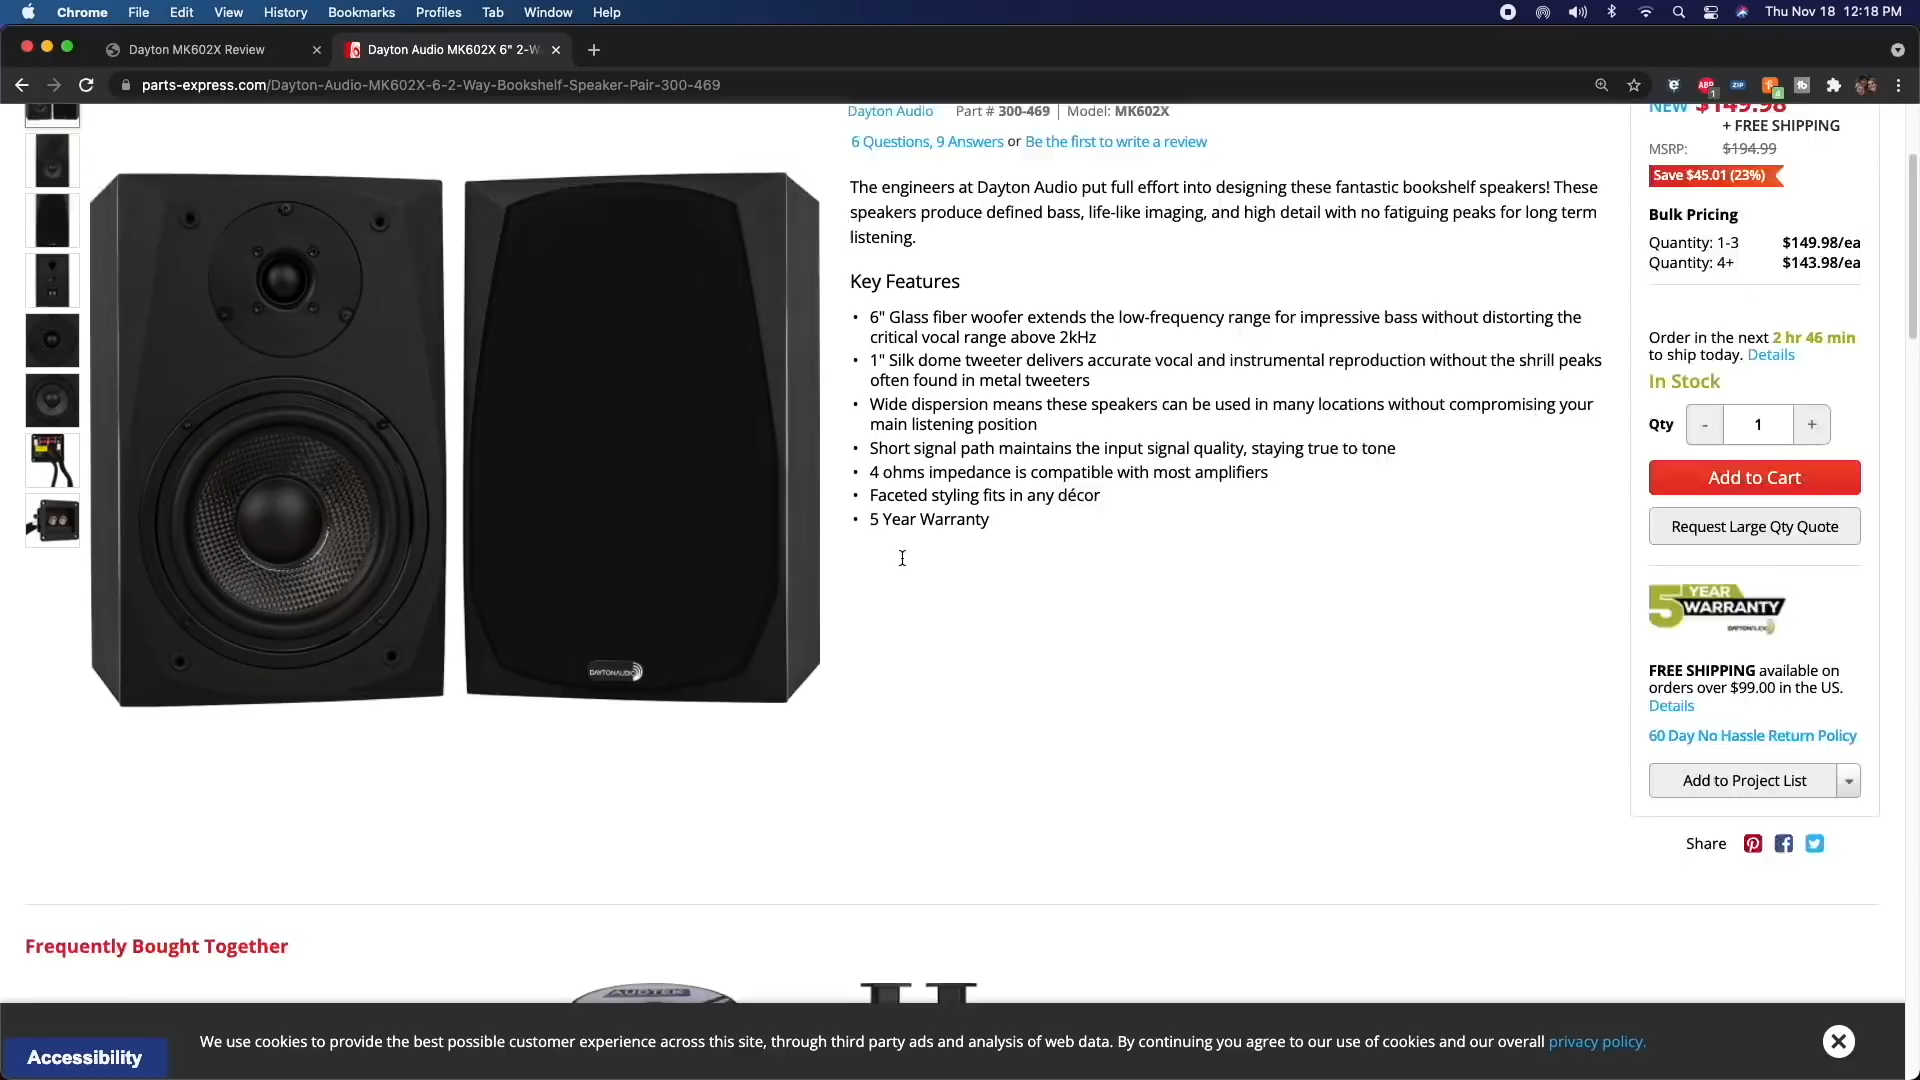 Chrome File Edit View History Bookmarks Profiles Tab Window Help Thu Nov 18 12:18 PM
Dayton MK602X Review
Dayton Audio MK602X 6" 2-W
parts-express.com/Dayton-Audio-MK602X-6-2-Way-Bookshelf-Speaker-Pair-300-469
ABP 1 ZIP 4
Dayton Audio Part # 300-469 | Model: MK602X
6 Questions, 9 Answers or Be the first to write a review
The engineers at Dayton Audio put full effort into designing these fantastic bookshelf speakers! These
speakers produce defined bass, life-like imaging, and high detail with no fatiguing peaks for long term
listening.
Key Features
• 6" Glass fiber woofer extends the low-frequency range for impressive bass without distorting the
critical vocal range above 2kHz
• 1" Silk dome tweeter delivers accurate vocal and instrumental reproduction without the shrill peaks
often found in metal tweeters
• Wide dispersion means these speakers can be used in many locations without compromising your
main listening position
• Short signal path maintains the input signal quality, staying true to tone
• 4 ohms impedance is compatible with most amplifiers
• Faceted styling fits in any décor
• 5 Year Warranty
DAYTONAUDIO
NEW $149.98
+ FREE SHIPPING
MSRP: $194.99
Save $45.01 (23%)
Bulk Pricing
Quantity: 1-3 $149.98/ea
Quantity: 4+ $143.98/ea
Order in the next 2 hr 46 min
to ship today. Details
In Stock
Qty - 1 +
Add to Cart
Request Large Qty Quote
5 YEAR
WARRANTY
DAYTONAUDIO
FREE SHIPPING available on
orders over $99.00 in the US.
Details
60 Day No Hassle Return Policy
Add to Project List
Share
Frequently Bought Together
AUDTEK
We use cookies to provide the best possible customer experience across this site, through third party ads and analysis of web data. By continuing you agree to our use of cookies and our overall privacy policy.
Accessibility